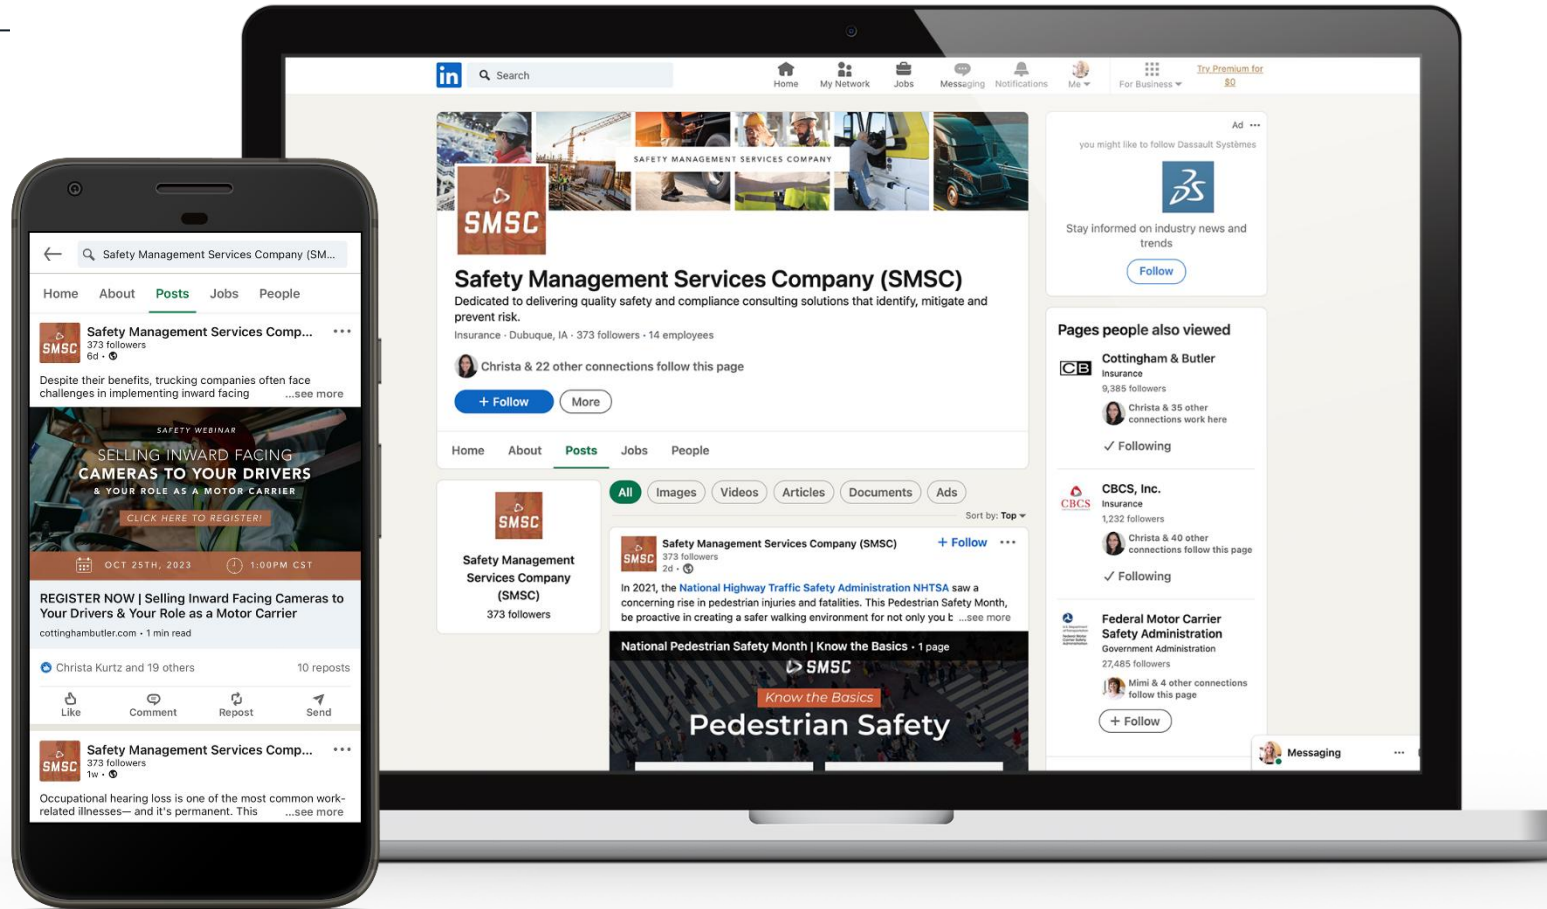 Safety Management Services Company (SM...
Home About Posts Jobs People
SMSC
Safety Management Services Comp... ...
373 followers
6d •
Despite their benefits, trucking companies often face
challenges in implementing inward facing ...see more
SAFETY WEBINAR
SELLING INWARD FACING
CAMERAS TO YOUR DRIVERS
& YOUR ROLE AS A MOTOR CARRIER
CLICK HERE TO REGISTER!
OCT 25TH, 2023 1:00PM CST
REGISTER NOW | Selling Inward Facing Cameras to
Your Drivers & Your Role as a Motor Carrier
cottinghambutler.com • 1 min read
Christa Kurtz and 19 others 10 reposts
Like Comment Repost Send
SMSC
Safety Management Services Comp... ...
373 followers
1w •
Occupational hearing loss is one of the most common work-
related illnesses— and it's permanent. This ...see more
in Search
Home My Network Jobs Messaging Notifications Me For Business Try Premium for
$0
SAFETY MANAGEMENT SERVICES COMPANY
SMSC
Safety Management Services Company (SMSC)
Dedicated to delivering quality safety and compliance consulting solutions that identify, mitigate and
prevent risk.
Insurance · Dubuque, IA · 373 followers · 14 employees
Christa & 22 other connections follow this page
+ Follow More
Home About Posts Jobs People
SMSC
Safety Management
Services Company
(SMSC)
373 followers
All Images Videos Articles Documents Ads
Sort by: Top
SMSC
Safety Management Services Company (SMSC) + Follow ...
373 followers
2d •
In 2021, the National Highway Traffic Safety Administration NHTSA saw a
concerning rise in pedestrian injuries and fatalities. This Pedestrian Safety Month,
be proactive in creating a safer walking environment for not only you ...see more
National Pedestrian Safety Month | Know the Basics • 1 page
SMSC
Know the Basics
Pedestrian Safety
Ad ...
you might like to follow Dassault Systèmes
Stay informed on industry news and
trends
Follow
Pages people also viewed
CB
Cottingham & Butler
Insurance
9,385 followers
Christa & 35 other
connections work here
✓ Following
CBCS
CBCS, Inc.
Insurance
1,232 followers
Christa & 40 other
connections follow this page
✓ Following
Federal Motor Carrier
Safety Administration
Government Administration
27,485 followers
Mimi & 4 other connections
follow this page
+ Follow
Messaging ...